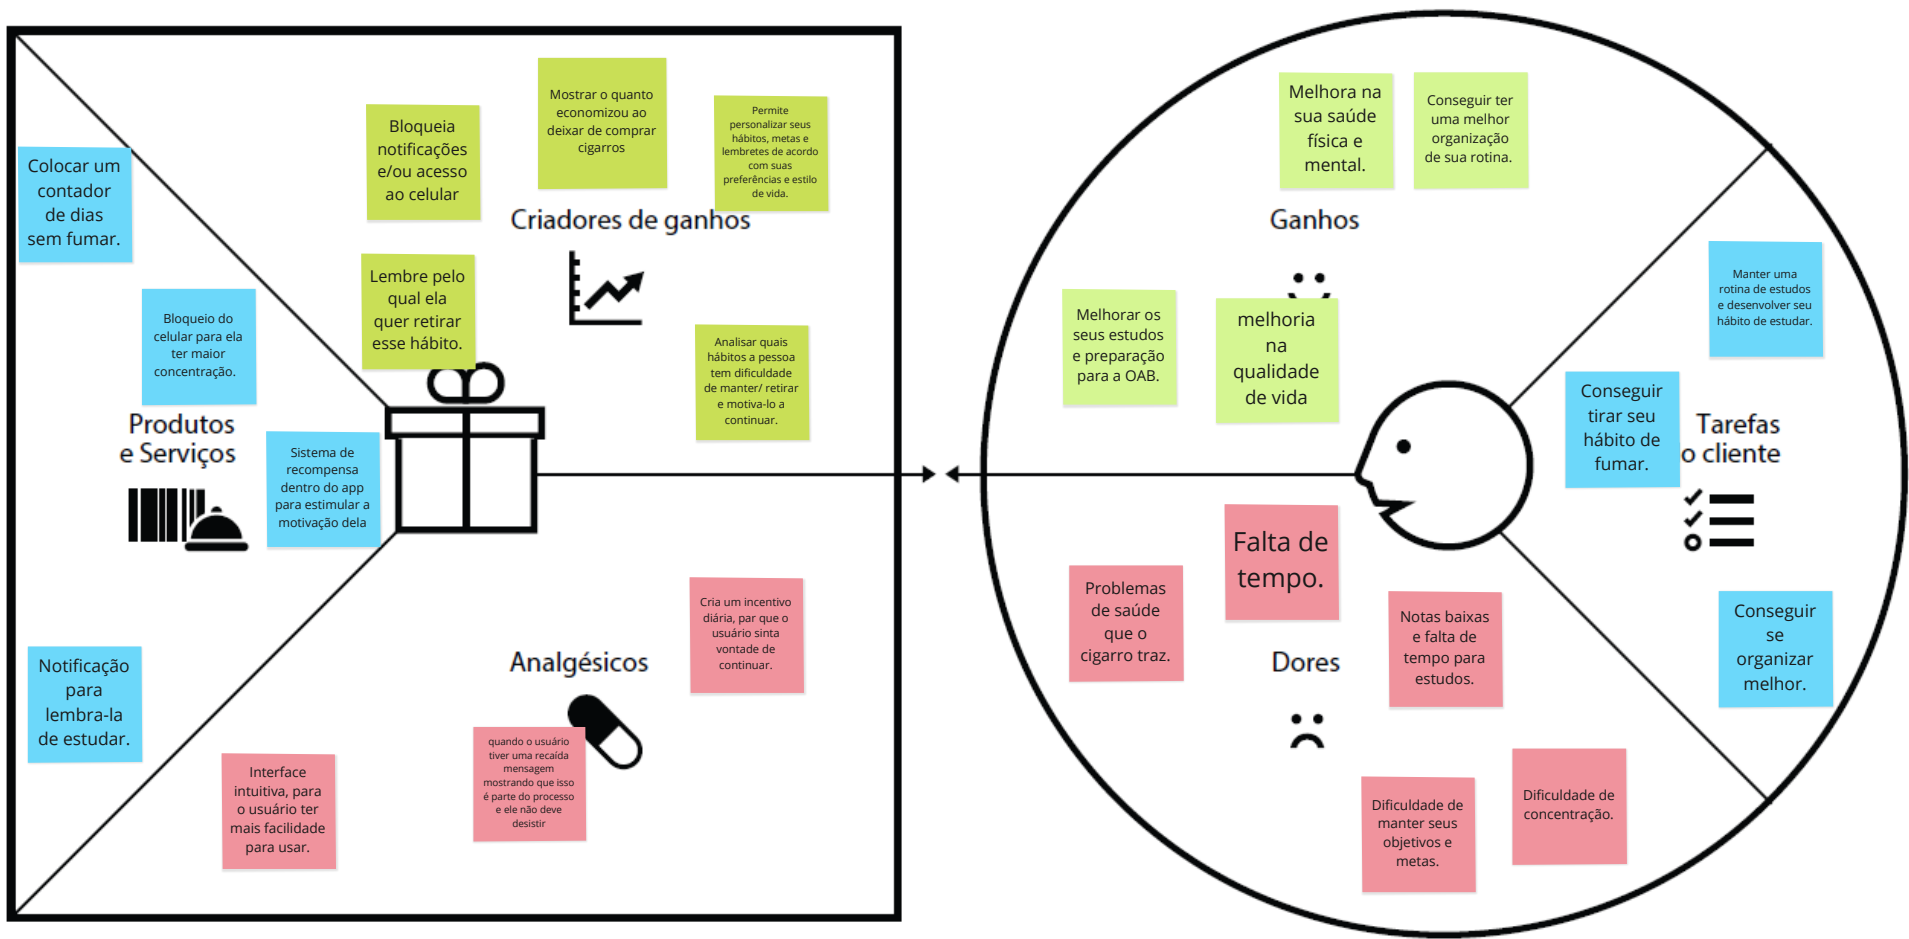 Colocar um
contador
de dias
sem fumar.
Bloqueio do
celular para ela
ter maior
concentração.
Produtos
e Serviços
Sistema de
recompensa
dentro do app
para estimular a
motivação dela
Notificação
para
lembra-la
de estudar.
Bloqueia
notificações
e/ou acesso
ao celular
Mostrar o quanto
economizou ao
deixar de comprar
cigarros
Permite
personalizar seus
hábitos, metas e
lembretes de acordo
com suas
preferências e estilo
de vida.
Criadores de ganhos
Lembre pelo
qual ela
quer retirar
esse hábito.
Analisar quais
hábitos a pessoa
tem dificuldade
de manter/ retirar
e motiva-lo a
continuar.
Cria um incentivo
diária, par que o
usuário sinta
vontade de
continuar.
Analgésicos
quando o usuário
tiver uma recaída
mensagem
mostrando que isso
é parte do processo
e ele não deve
desistir
Interface
intuitiva, para
o usuário ter
mais facilidade
para usar.
Melhora na
sua saúde
física e
mental.
Conseguir ter
uma melhor
organização
de sua rotina.
Ganhos
Melhorar os
seus estudos
e preparação
para a OAB.
melhoria
na
qualidade
de vida
Manter uma
rotina de estudos
e desenvolver seu
hábito de estudar.
Conseguir
tirar seu
hábito de
fumar.
Tarefas
o cliente
Conseguir
se
organizar
melhor.
Falta de
tempo.
Problemas
de saúde
que o
cigarro traz.
Notas baixas
e falta de
tempo para
estudos.
Dores
Dificuldade de
manter seus
objetivos e
metas.
Dificuldade de
concentração.